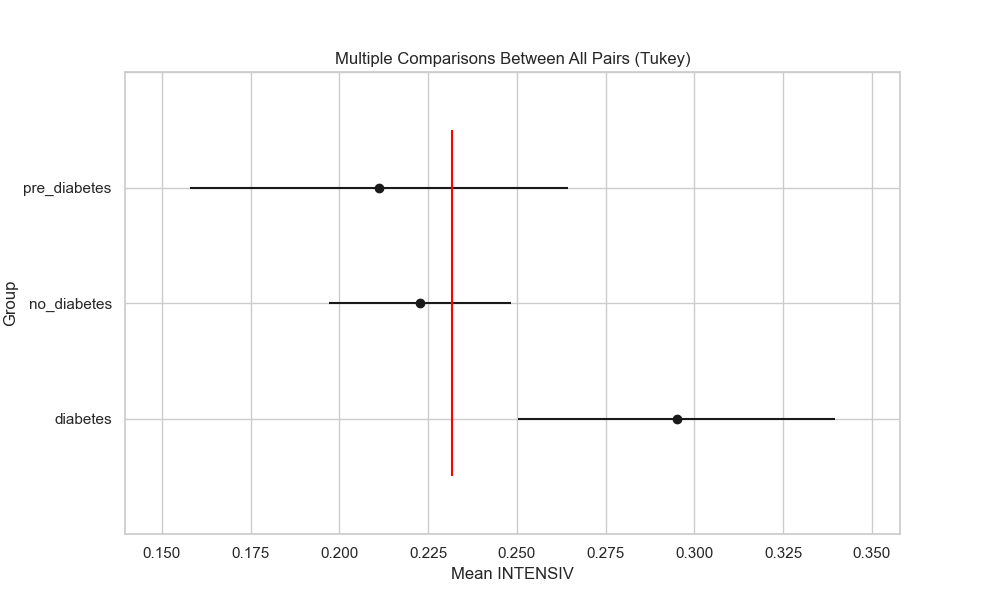 Multiple Comparisons Between All Pairs (Tukey)
pre_diabetes
no_diabetes
diabetes
Group
0.150 0.175 0.200 0.225 0.250 0.275 0.300 0.325 0.350
Mean INTENSIV